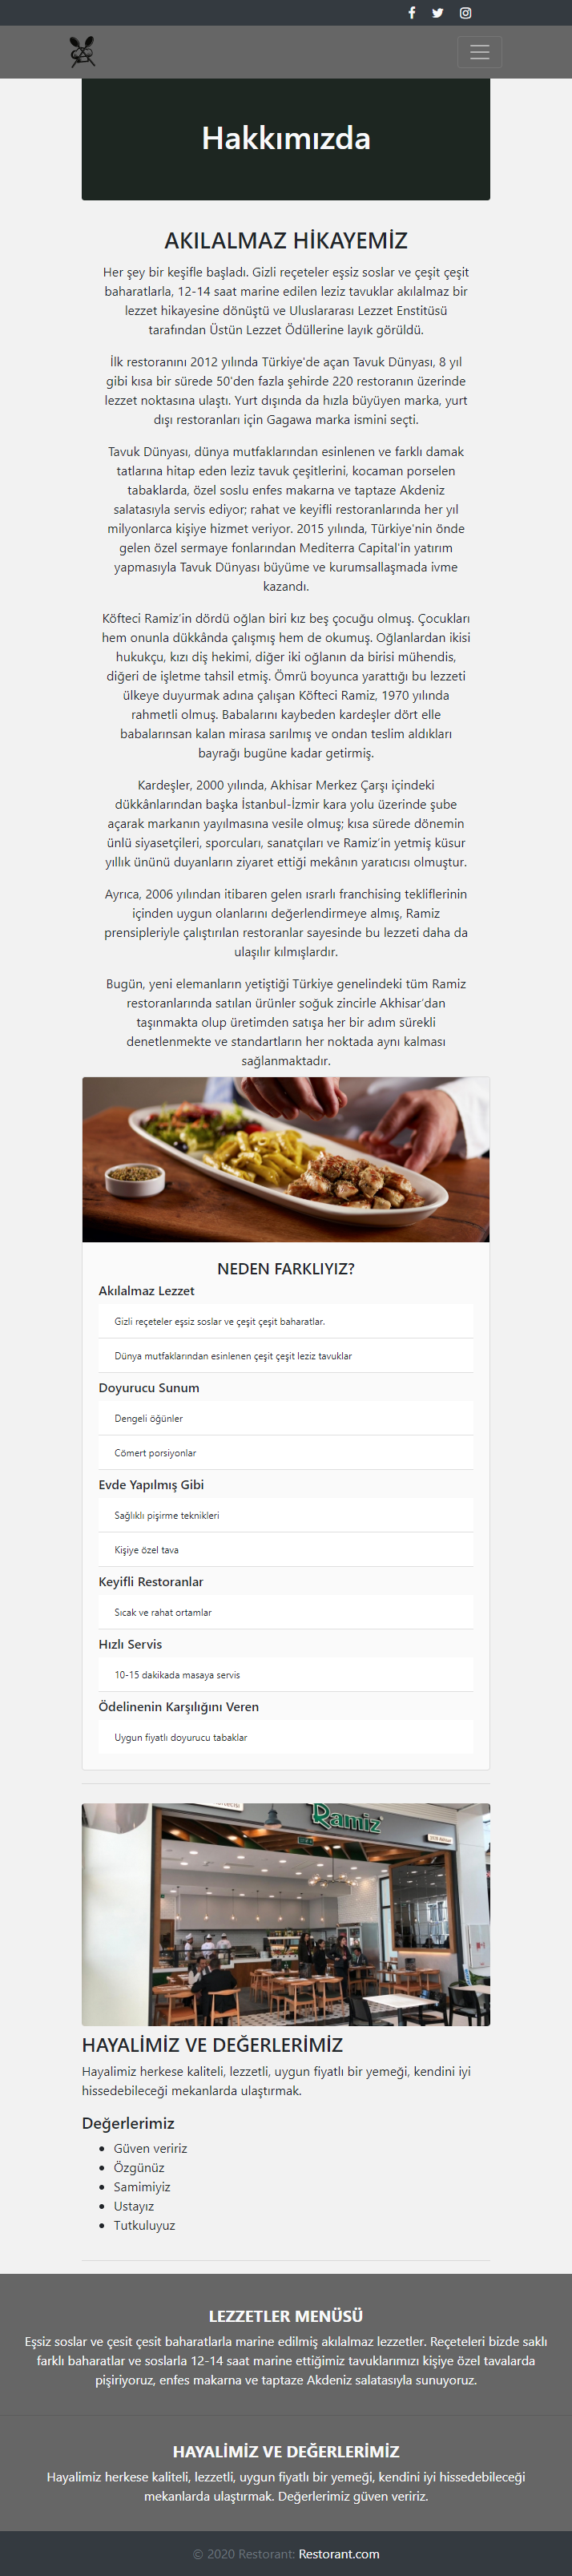 Hakkımızda
AKILALMAZ HİKAYEMİZ
Her şey bir keşifle başladı. Gizli reçeteler eşsiz soslar ve çeşit çeşit
baharatlarla, 12-14 saat marine edilen leziz tavuklar akılalmaz bir
lezzet hikayesine dönüştü ve Uluslararası Lezzet Enstitüsü
tarafından Üstün Lezzet Ödüllerine layık görüldü.
İlk restoranını 2012 yılında Türkiye'de açan Tavuk Dünyası, 8 yıl
gibi kısa bir sürede 50'den fazla şehirde 220 restoranın üzerinde
lezzet noktasına ulaştı. Yurt dışında da hızla büyüyen marka, yurt
dışı restoranları için Gagawa marka ismini seçti.
Tavuk Dünyası, dünya mutfaklarından esinlenen ve farklı damak
tatlarına hitap eden leziz tavuk çeşitlerini, kocaman porselen
tabaklarda, özel soslu enfes makarna ve taptaze Akdeniz
salatasıyla servis ediyor; rahat ve keyifli restoranlarında her yıl
milyonlarca kişiye hizmet veriyor. 2015 yılında, Türkiye'nin önde
gelen özel sermaye fonlarından Mediterra Capital'in yatırım
yapmasıyla Tavuk Dünyası büyüme ve kurumsallaşmada ivme
kazandı.
Köfteci Ramiz'in dördü oğlan biri kız beş çocuğu olmuş. Çocukları
hem onunla dükkânda çalışmış hem de okumuş. Oğlanlardan ikisi
hukukçu, kızı diş hekimi, diğer iki oğlanın da birisi mühendis,
diğeri de işletme tahsil etmiş. Ömrü boyunca yarattığı bu lezzeti
ülkeye duyurmak adına çalışan Köfteci Ramiz, 1970 yılında
rahmetli olmuş. Babalarını kaybeden kardeşler dört elle
babalarınsan kalan mirasa sarılmış ve ondan teslim aldıkları
bayrağı bugüne kadar getirmiş.
Kardeşler, 2000 yılında, Akhisar Merkez Çarşı içindeki
dükkânlarından başka İstanbul-İzmir kara yolu üzerinde şube
açarak markanın yayılmasına vesile olmuş; kısa sürede dönemin
ünlü siyasetçileri, sporcuları, sanatçıları ve Ramiz'in yetmiş küsur
yıllık ününü duyanların ziyaret ettiği mekânın yaratıcısı olmuştur.
Ayrıca, 2006 yılından itibaren gelen ısrarlı franchising tekliflerinin
içinden uygun olanlarını değerlendirmeye almış, Ramiz
prensipleriyle çalıştırılan restoranlar sayesinde bu lezzeti daha da
ulaşılır kılmışlardır.
Bugün, yeni elemanların yetiştiği Türkiye genelindeki tüm Ramiz
restoranlarında satılan ürünler soğuk zincirle Akhisar'dan
taşınmakta olup üretimden satışa her bir adım sürekli
denetlenmekte ve standartların her noktada aynı kalması
sağlanmaktadır.
NEDEN FARKLIYIZ?
Akılalmaz Lezzet
Gizli reçeteler eşsiz soslar ve çeşit çeşit baharatlar.
Dünya mutfaklarından esinlenen çeşit çeşit leziz tavuklar
Doyurucu Sunum
Dengeli öğünler
Cömert porsiyonlar
Evde Yapılmış Gibi
Sağlıklı pişirme teknikleri
Kişiye özel tava
Keyifli Restoranlar
Sıcak ve rahat ortamlar
Hızlı Servis
10-15 dakikada masaya servis
Ödelinenin Karşılığını Veren
Uygun fiyatlı doyurucu tabaklar
Ramiz
HAYALİMİZ VE DEĞERLERİMİZ
Hayalimiz herkese kaliteli, lezzetli, uygun fiyatlı bir yemeği, kendini iyi
hissedebileceği mekanlarda ulaştırmak.
Değerlerimiz
Güven veririz
Özgünüz
Samimiyiz
Ustayız
Tutkuluyuz
LEZZETLER MENÜSÜ
Eşsiz soslar ve çesit çesit baharatlarla marine edilmiş akılalmaz lezzetler. Reçeteleri bizde saklı
farklı baharatlar ve soslarla 12-14 saat marine ettiğimiz tavuklarımızı kişiye özel tavalarda
pişiriyoruz, enfes makarna ve taptaze Akdeniz salatasıyla sunuyoruz.
HAYALİMİZ VE DEĞERLERİMİZ
Hayalimiz herkese kaliteli, lezzetli, uygun fiyatlı bir yemeği, kendini iyi hissedebileceği
mekanlarda ulaştırmak. Değerlerimiz güven veririz.
© 2020 Restorant: Restorant.com